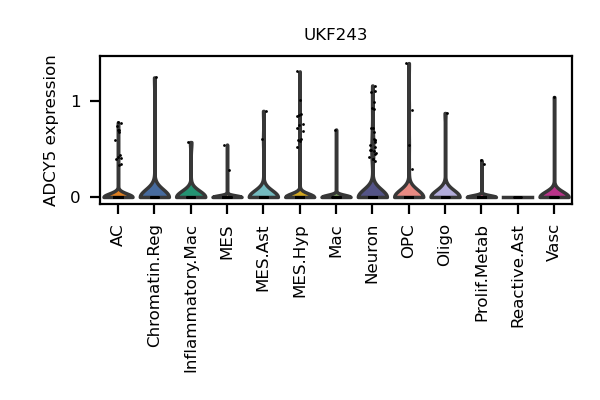 UKF243
ADCY5 expression
1
0
AC
Chromatin.Reg
Inflammatory.Mac
MES
MES.Ast
MES.Hyp
Mac
Neuron
OPC
Oligo
Prolif.Metab
Reactive.Ast
Vasc